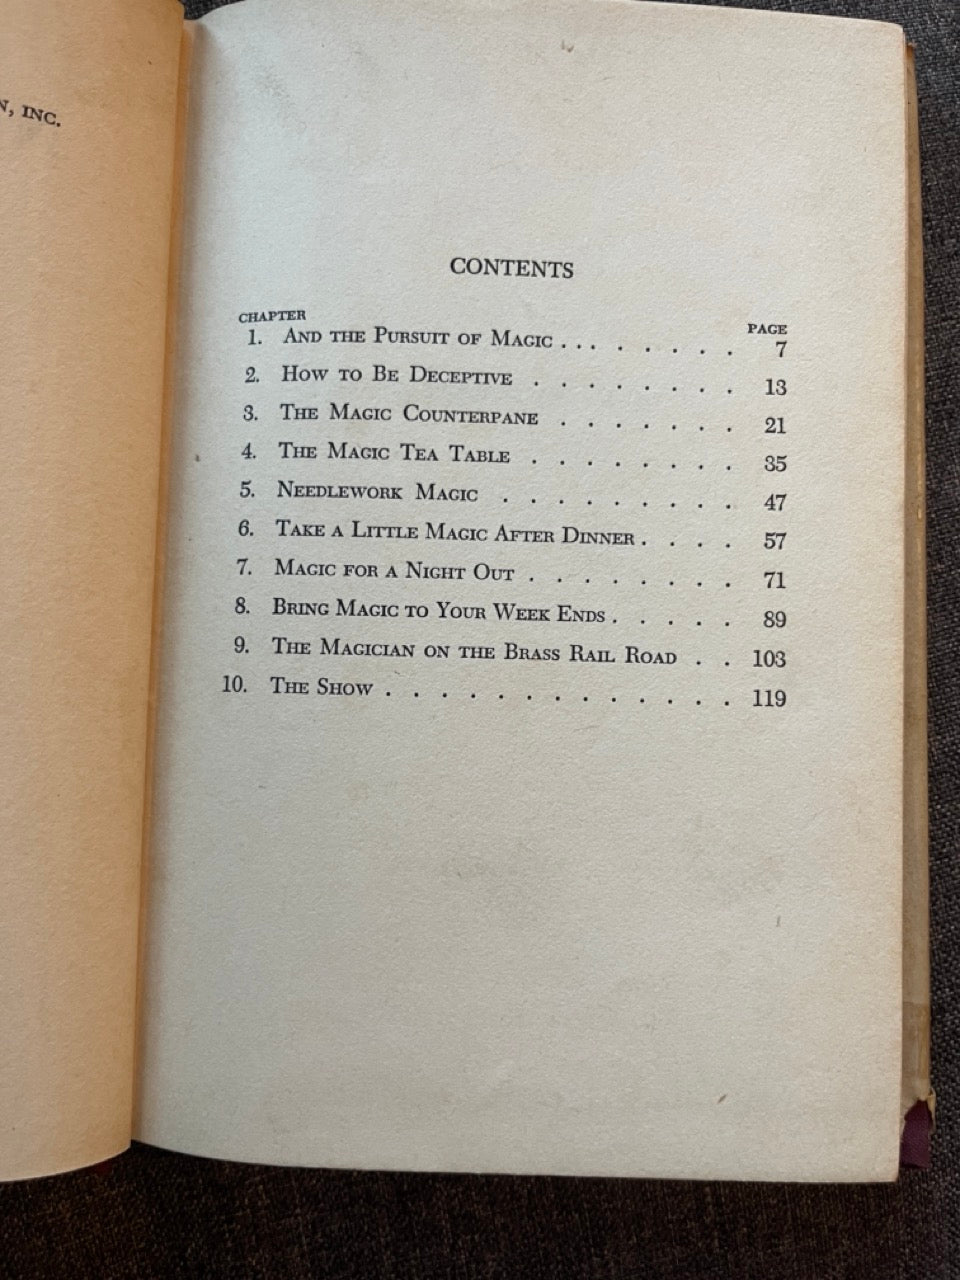 N, INC.
CONTENTS
CHAPTER PAGE
1. AND THE PURSUIT OF MAGIC . . . . . . . . 7
2. HOW TO BE DECEPTIVE . . . . . . . . 13
3. THE MAGIC COUNTERPANE . . . . . . . 21
4. THE MAGIC TEA TABLE . . . . . . . . 35
5. NEEDLEWORK MAGIC . . . . . . . . . 47
6. TAKE A LITTLE MAGIC AFTER DINNER . . . . 57
7. MAGIC FOR A NIGHT OUT . . . . . . . . 71
8. BRING MAGIC TO YOUR WEEK ENDS . . . . . 89
9. THE MAGICIAN ON THE BRASS RAIL ROAD . . 103
10. THE SHOW . . . . . . . . . . . . . 119